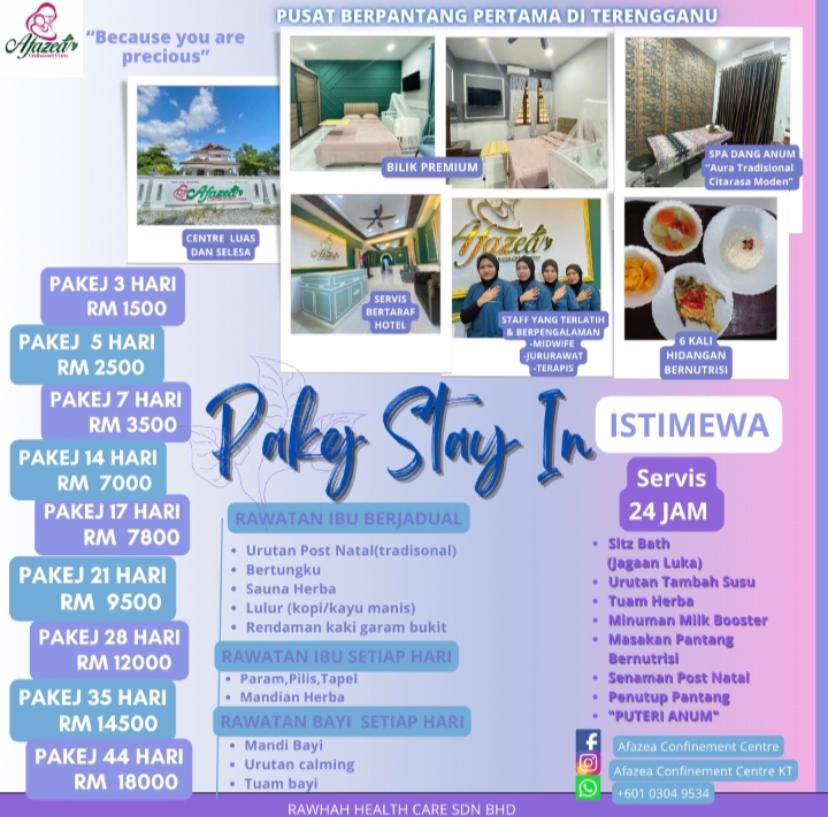 PUSAT BERPANTANG PERTAMA DI TERENGGANU
Afazea
"Because you are
precious"
Afazea
CENTRE LUAS
DAN SELESA
BILIK PREMIUM
SPA DANG ANUM
"Aura Tradisional
Citarasa Moden"
SERVIS
BERTARAF
HOTEL
Afazea
STAFF YANG TERLATIH
& BERPENGALAMAN
-MIDWIFE
-JURURAWAT
-TERAPIS
6 KALI
HIDANGAN
BERNUTRISI
PAKEJ 3 HARI
RM 1500
PAKEJ 5 HARI
RM 2500
PAKEJ 7 HARI
RM 3500
PAKEJ 14 HARI
RM 7000
PAKEJ 17 HARI
RM 7800
PAKEJ 21 HARI
RM 9500
PAKEJ 28 HARI
RM 12000
PAKEJ 35 HARI
RM 14500
PAKEJ 44 HARI
RM 18000
Pakej Stay In
ISTIMEWA
RAWATAN IBU BERJADUAL
• Urutan Post Natal(tradisonal)
• Bertungku
• Sauna Herba
• Lulur (kopi/kayu manis)
• Rendaman kaki garam bukit
RAWATAN IBU SETIAP HARI
• Param,Pilis,Tapel
• Mandian Herba
RAWATAN BAYI SETIAP HARI
• Mandi Bayi
• Urutan calming
• Tuam bayi
Servis
24 JAM
• Sitz Bath
(Jagaan Luka)
• Urutan Tambah Susu
• Tuam Herba
• Minuman Milk Booster
• Masakan Pantang
Bernutrisi
• Senaman Post Natal
• Penutup Pantang
• "PUTERI ANUM"
Afazea Confinement Centre
Afazea Confinement Centre KT
+601 0304 9534
RAWHAH HEALTH CARE SDN BHD